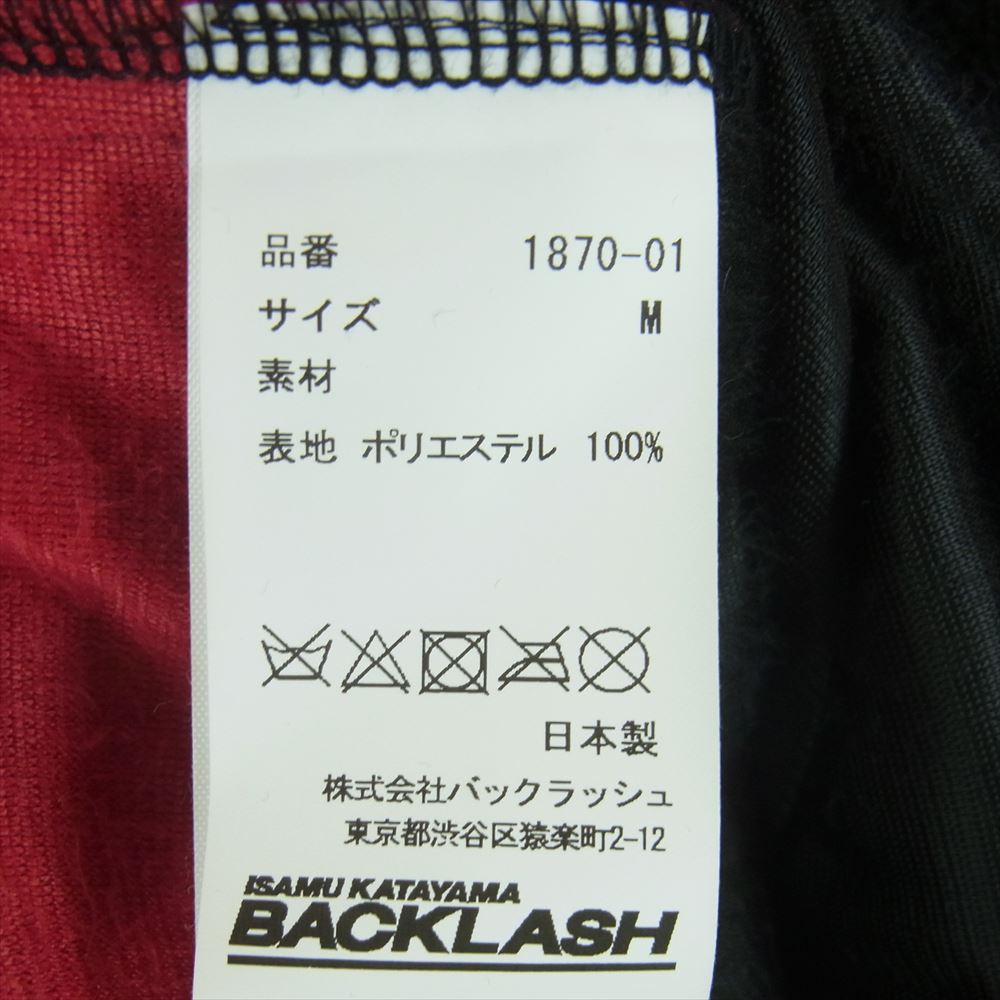 品番 1870-01
サイズ M
素材
表地 ポリエステル 100%
日本製
株式会社バックラッシュ
東京都渋谷区猿楽町2-12
ISAMU KATAYAMA
BACKLASH